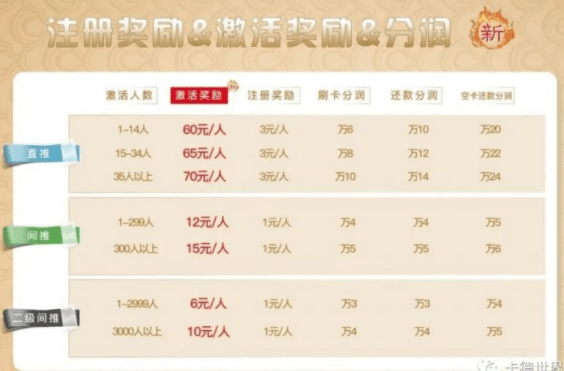 注册奖励&激活奖励&分润 新
激活人数 激活奖励 注册奖励 刷卡分润 还款分润 空卡还款分润
1-14人 60元/人 3元/人 万6 万10 万20
直推 15-34人 65元/人 3元/人 万8 万12 万22
35人以上 70元/人 3元/人 万10 万14 万24
1-299人 12元/人 1元/人 万4 万4 万5
间推
300人以上 15元/人 1元/人 万5 万5 万6
1-2999人 6元/人 1元/人 万3 万3 万4
二级间推
3000人以上 10元/人 1元/人 万4 万4 万5
卡德世界